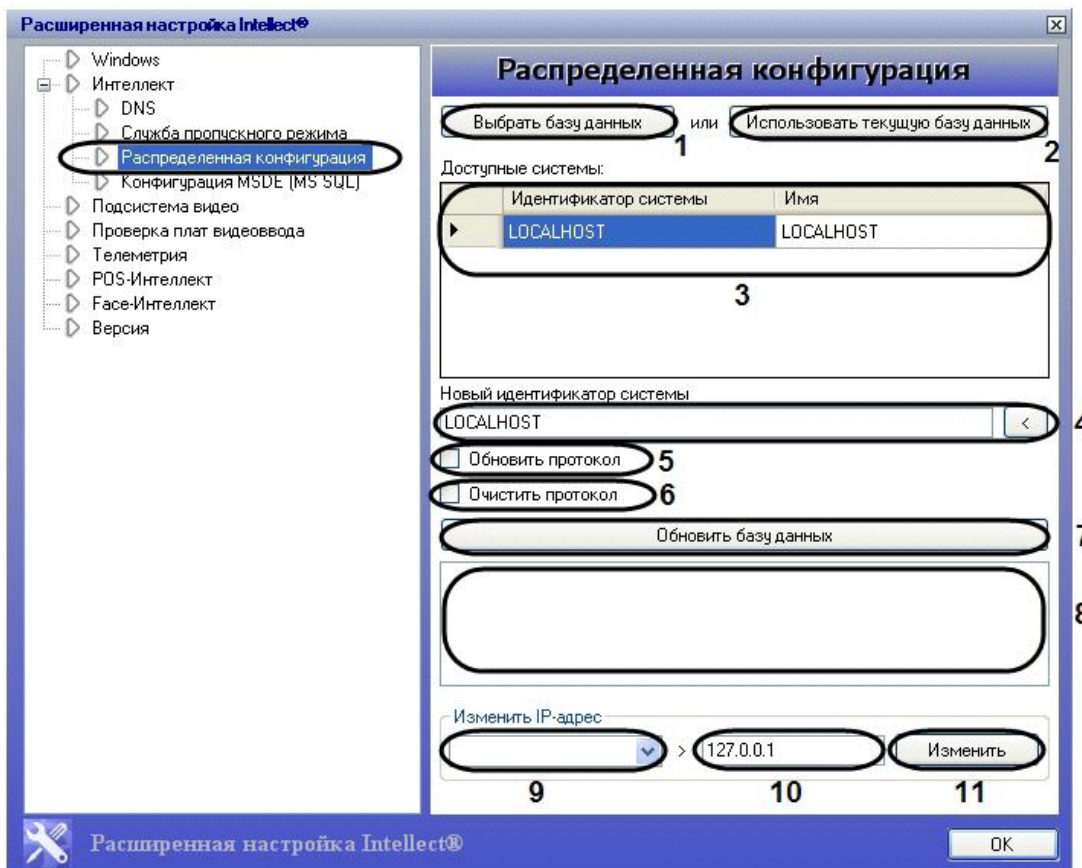 Расширенная настройка Intellect®
Windows
Интеллект
DNS
Служба пропускного режима
Распределенная конфигурация
Конфигурация MSDE (MS SQL)
Подсистема видео
Проверка плат видеоввода
Телеметрия
POS-Интеллект
Face-Интеллект
Версия
Распределенная конфигурация
Выбрать базу данных или Использовать текущую базу данных
1 2
Доступные системы:
Идентификатор системы Имя
LOCALHOST LOCALHOST
3
Новый идентификатор системы
LOCALHOST < 4
Обновить протокол 5
Очистить протокол 6
Обновить базу данных 7
8
Изменить IP-адрес
> 127.0.0.1 Изменить
9 10 11
Расширенная настройка Intellect® OK